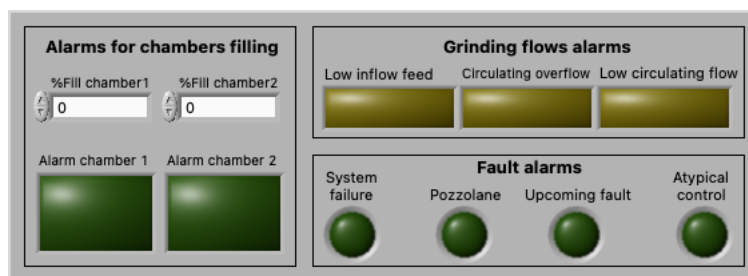 Alarms for chambers filling
%Fill chamber1
%Fill chamber2
0
0
Alarm chamber 1
Alarm chamber 2
Grinding flows alarms
Low inflow feed
Circulating overflow
Low circulating flow
Fault alarms
System
failure
Pozzolane
Upcoming fault
Atypical
control